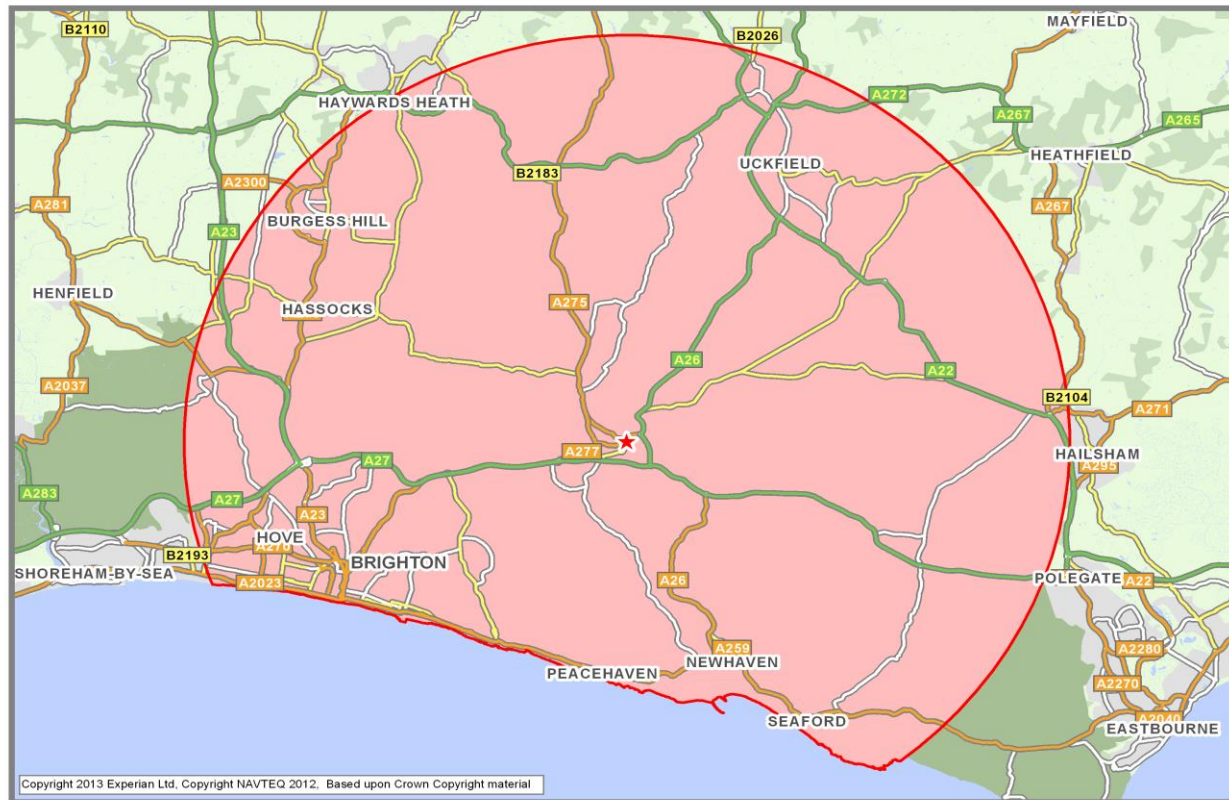 B2110
MAYFIELD
B2026
HAYWARDS HEATH
A272
A267
A265
UCKFIELD
HEATHFIELD
B2183
A2300
A281
A267
BURGESS HILL
A23
HENFIELD
HASSOCKS
A275
A26
A22
A2037
B2104
A271
A277
A27
HAILSHAM
A295
A283
A27
A23
HOVE
A270
B2193
BRIGHTON
SHOREHAM-BY-SEA
A2023
A26
POLEGATE
A22
A259
NEWHAVEN
PEACEHAVEN
A2280
A2270
SEAFORD
A2040
EASTBOURNE
Copyright 2013 Experian Ltd, Copyright NAVTEQ 2012, Based upon Crown Copyright material